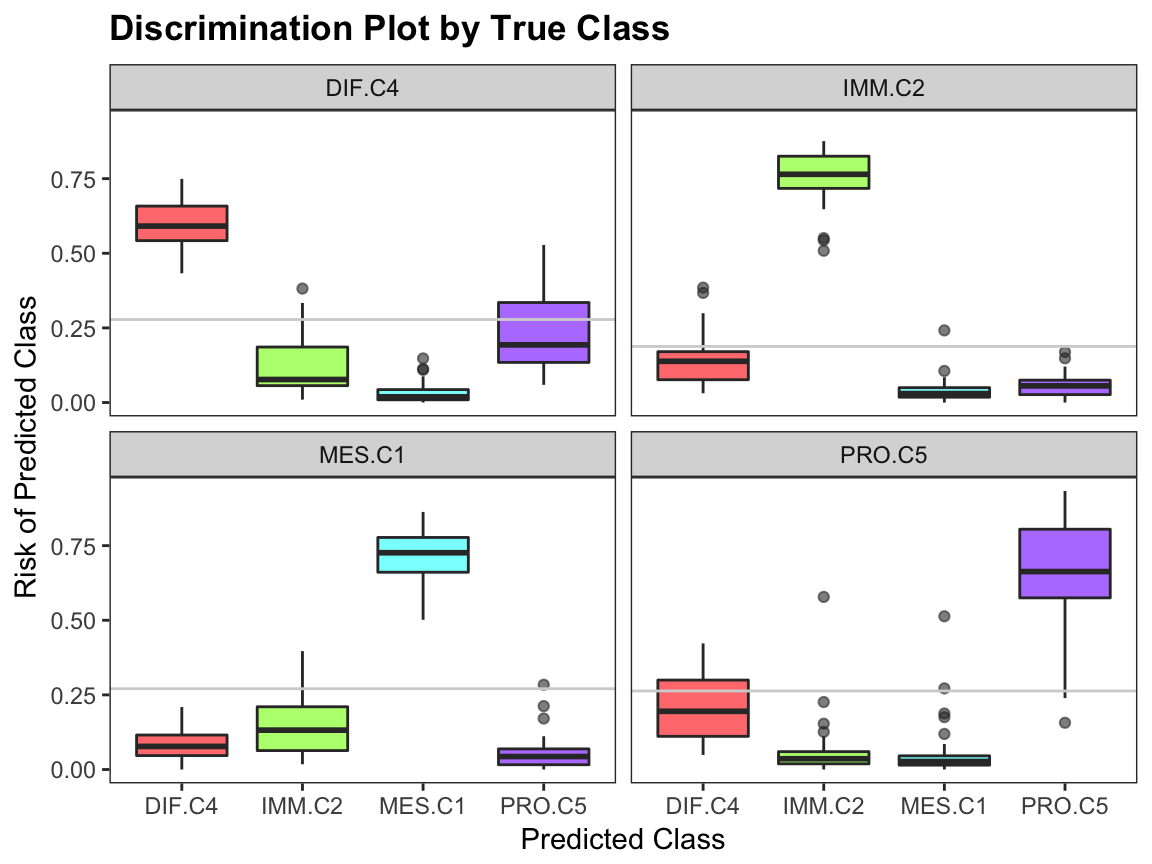 Discrimination Plot by True Class
DIF.C4
IMM.C2
0.75
0.50
0.25
0.00
MES.C1
PRO.C5
0.75
0.50
0.25
0.00
Risk of Predicted Class
DIF.C4 IMM.C2 MES.C1 PRO.C5
DIF.C4 IMM.C2 MES.C1 PRO.C5
Predicted Class